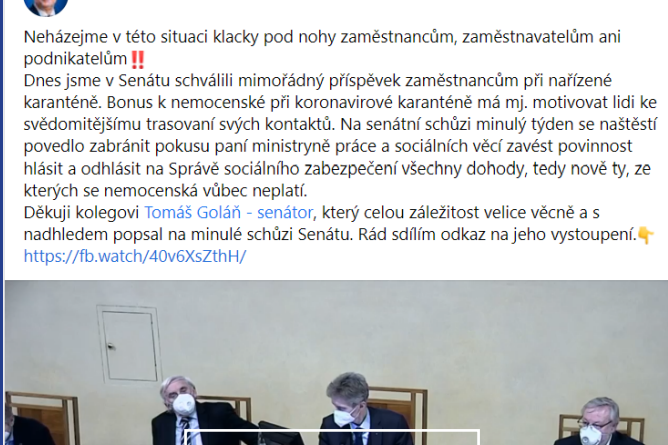 Neházejme v této situaci klacky pod nohy zaměstnancům, zaměstnavatelům ani
podnikatelům‼️
Dnes jsme v Senátu schválili mimořádný příspěvek zaměstnancům při nařízené
karanténě. Bonus k nemocenské při koronavirové karanténě má mj. motivovat lidi ke
svědomitějšímu trasovaní svých kontaktů. Na senátní schůzi minulý týden se naštěstí
povedlo zabránit pokusu paní ministryně práce a sociálních věcí zavést povinnost
hlásit a odhlásit na Správě sociálního zabezpečení všechny dohody, tedy nově ty, ze
kterých se nemocenská vůbec neplatí.
Děkuji kolegovi Tomáš Goláň - senátor, který celou záležitost velice věcně a s
nadhledem popsal na minulé schůzi Senátu. Rád sdílím odkaz na jeho vystoupení.👇
https://fb.watch/40v6XsZthH/